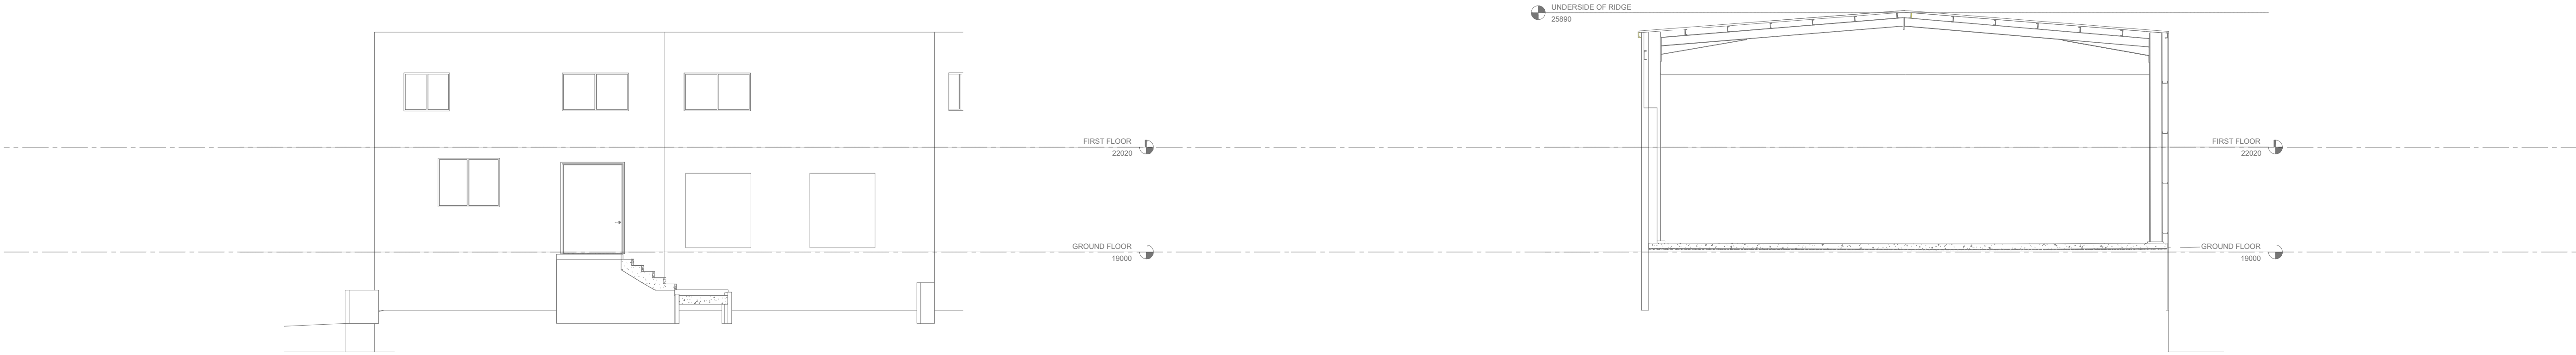 UNDERSIDE OF RIDGE
25890
FIRST FLOOR
22020
FIRST FLOOR
22020
GROUND FLOOR
19000
GROUND FLOOR
19000